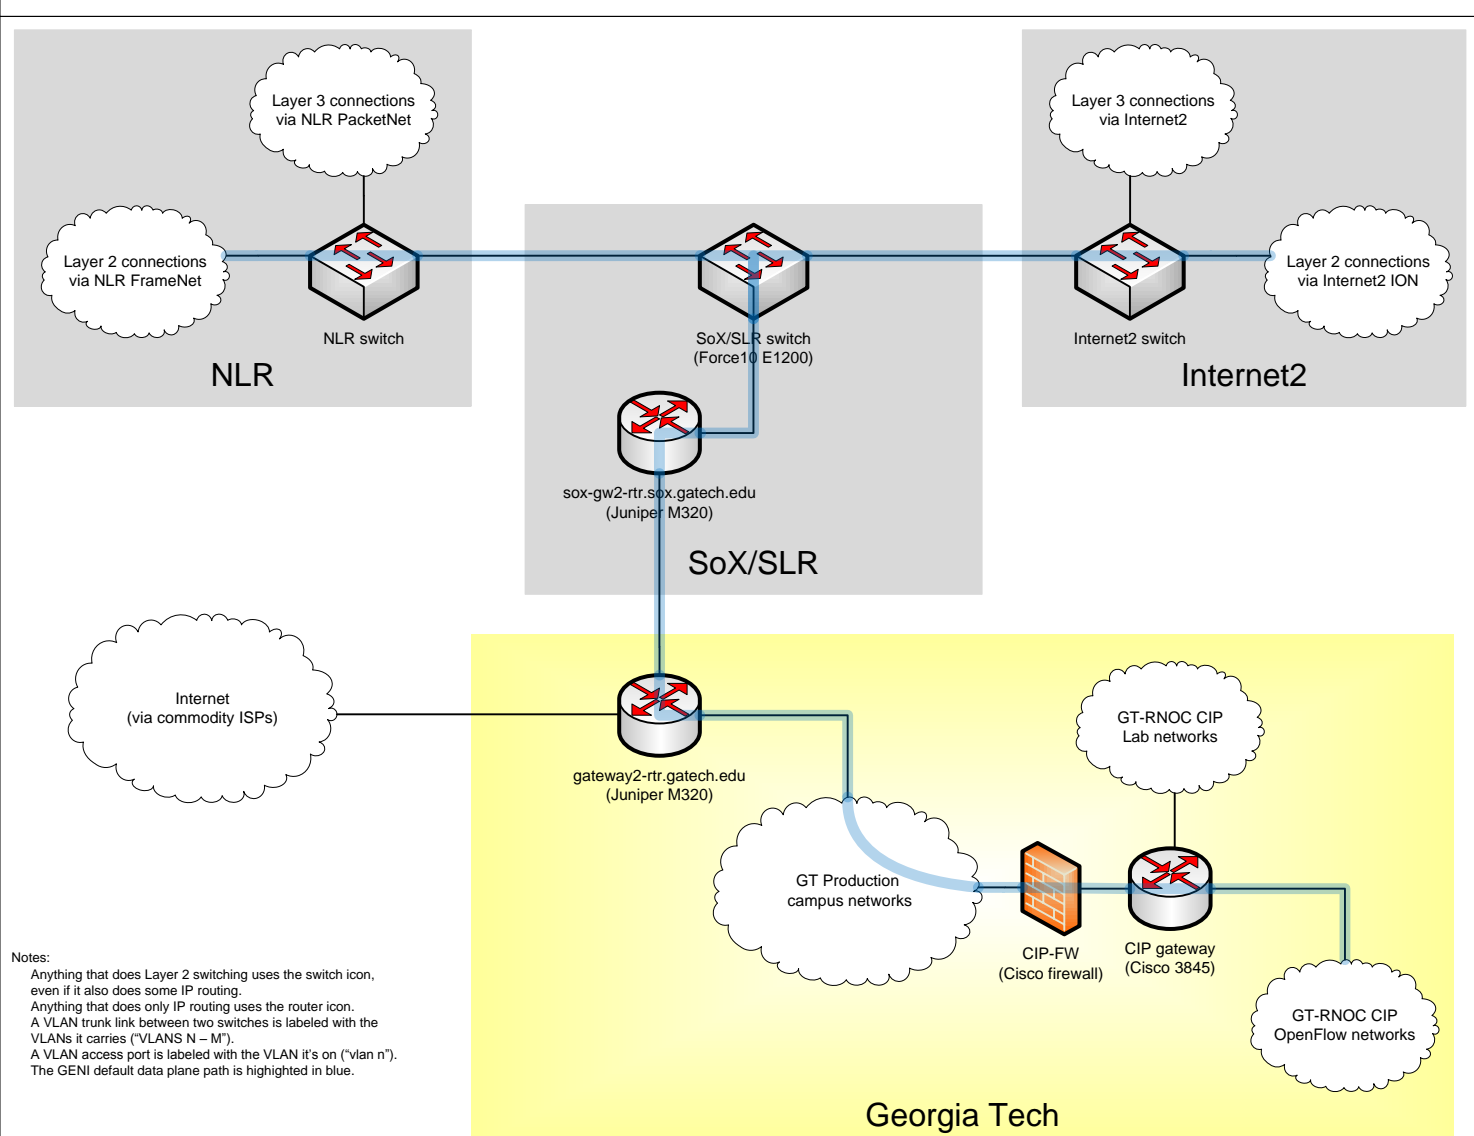 Layer 3 connections
via NLR PacketNet
Layer 2 connections
via NLR FrameNet
NLR switch
NLR
Layer 3 connections
via Internet2
Layer 2 connections
via Internet2 ION
Internet2 switch
Internet2
SoX/SLR switch
(Force10 E1200)
sox-gw2-rtr.sox.gatech.edu
(Juniper M320)
SoX/SLR
Internet
(via commodity ISPs)
gateway2-rtr.gatech.edu
(Juniper M320)
GT-RNOC CIP
Lab networks
GT Production
campus networks
CIP-FW
(Cisco firewall)
CIP gateway
(Cisco 3845)
GT-RNOC CIP
OpenFlow networks
Georgia Tech
Notes:
Anything that does Layer 2 switching uses the switch icon,
even if it also does some IP routing.
Anything that does only IP routing uses the router icon.
A VLAN trunk link between two switches is labeled with the
VLANs it carries (“VLANS N – M”).
A VLAN access port is labeled with the VLAN it's on (“vlan n”).
The GENI default data plane path is highighted in blue.